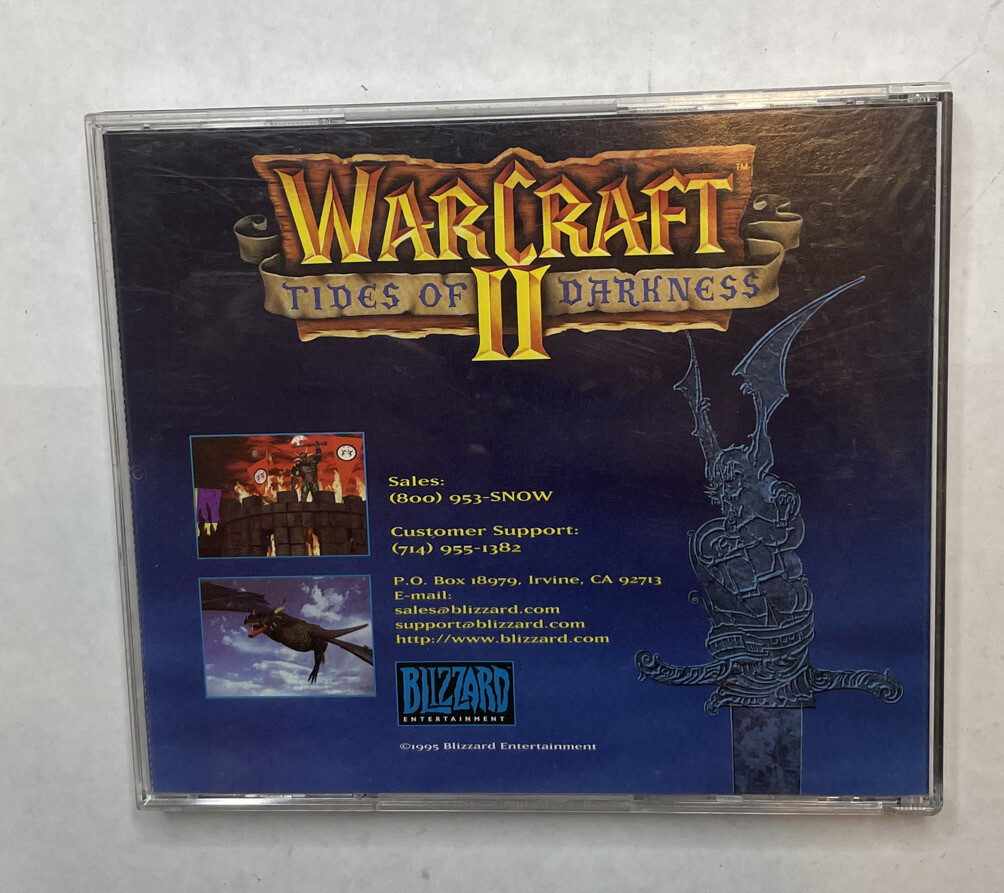 WARCRAFT™
TIDES OF II DARKNESS
Sales:
(800) 953-SNOW
Customer Support:
(714) 955-1382
P.O. Box 18979, Irvine, CA 92713
E-mail:
sales@blizzard.com
support@blizzard.com
http://www.blizzard.com
BLIZZARD
ENTERTAINMENT
©1995 Blizzard Entertainment